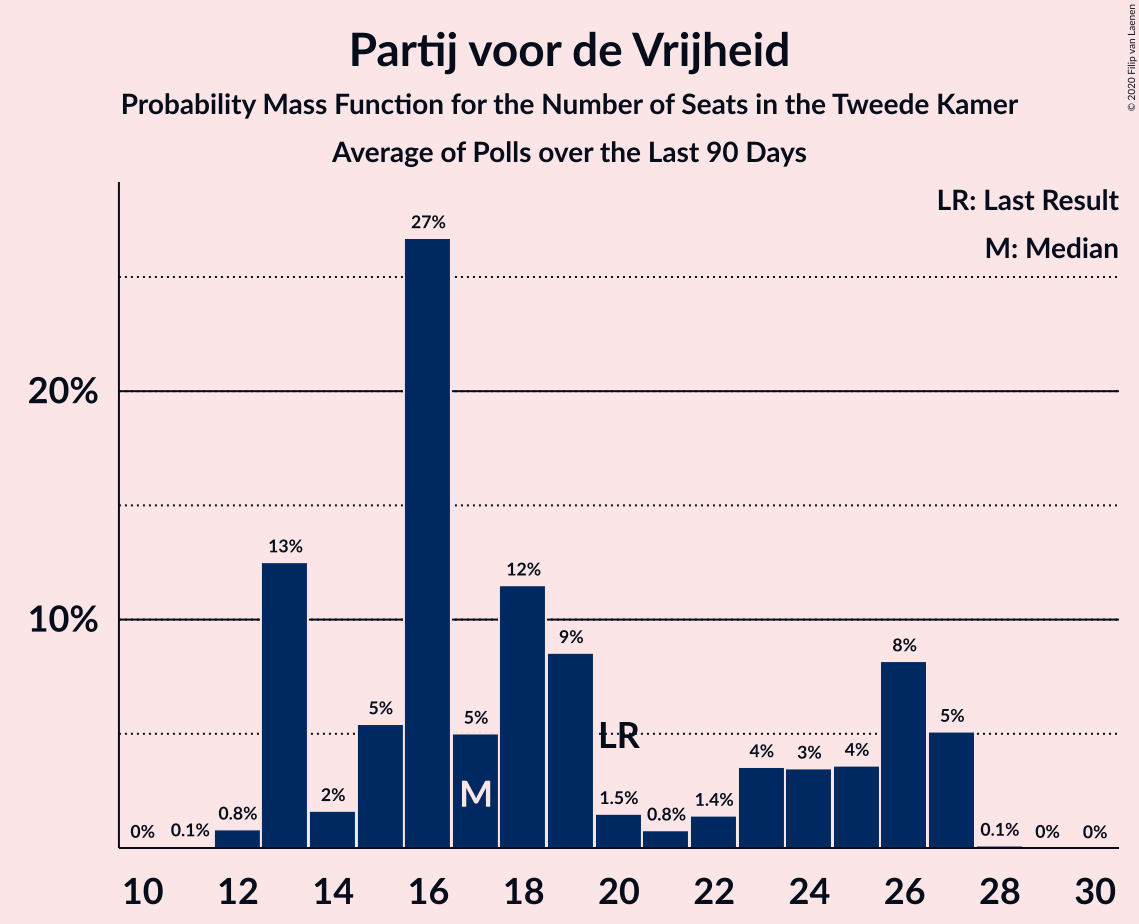 Partij voor de Vrijheid
Probability Mass Function for the Number of Seats in the Tweede Kamer
Average of Polls over the Last 90 Days
© 2020 Filip van Laenen
LR: Last Result
M: Median
20%
10%
0%
0.1%
0.8%
13%
2%
5%
27%
5%
12%
9%
1.5%
0.8%
1.4%
4%
3%
4%
8%
5%
0.1%
0%
0%
M
LR
10 12 14 16 18 20 22 24 26 28 30